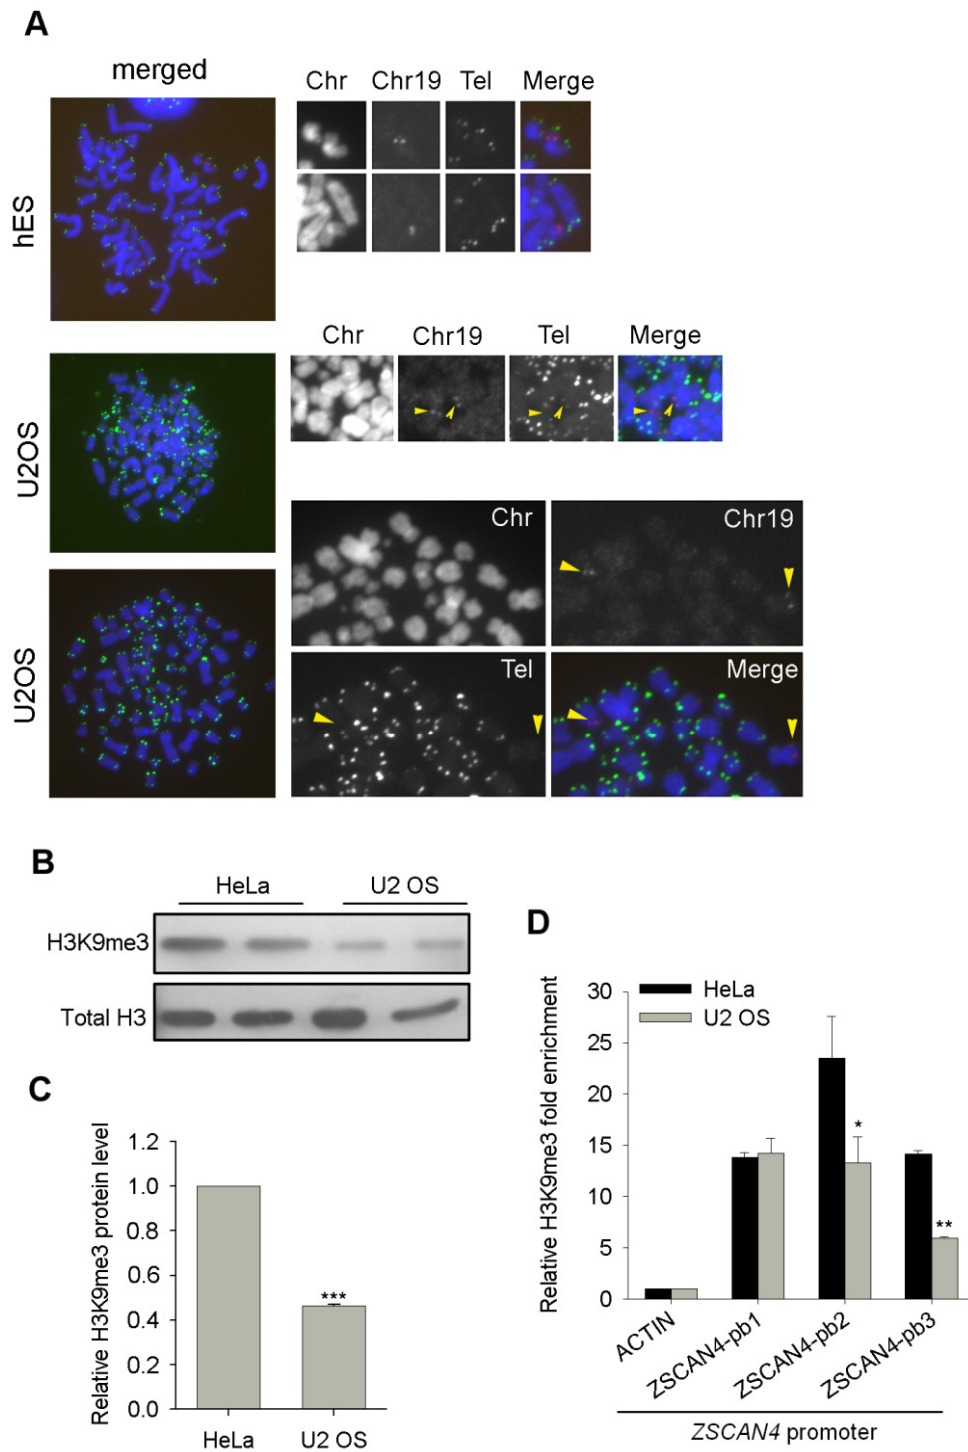 A
merged
Chr Chr19 Tel Merge
hES
Chr Chr19 Tel Merge
U2OS
Chr
Chr19
U2OS
Tel
Merge
B
HeLa U2 OS
H3K9me3
Total H3
C
Relative H3K9me3 protein level
1.2
1.0
0.8
0.6
0.4
0.2
0.0
***
HeLa U2 OS
D
Relative H3K9me3 fold enrichment
HeLa
U2 OS
30
25
20
15
10
5
0
*
**
ACTIN
ZSCAN4-pb1
ZSCAN4-pb2
ZSCAN4-pb3
ZSCAN4 promoter